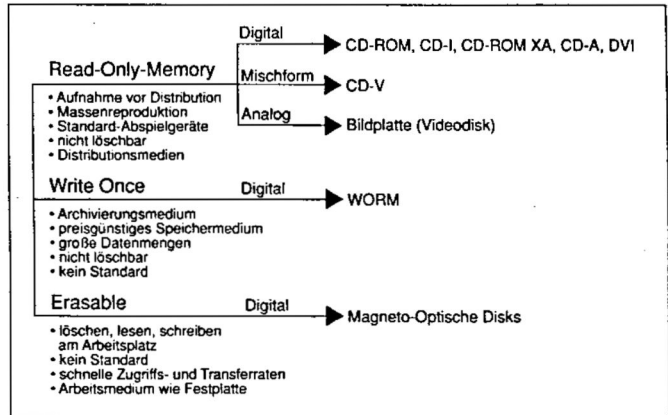 Digital
CD-ROM, CD-I, CD-ROM XA, CD-A, DVI
Read-Only-Memory
Mischform
CD-V
• Aufnahme vor Distribution
• Massenreproduktion
• Standard-Abspielgeräte
• nicht löschbar
• Distributionsmedien
Analog
Bildplatte (Videodisk)
Write Once
Digital
WORM
• Archivierungsmedium
• preisgünstiges Speichermedium
• große Datenmengen
• nicht löschbar
• kein Standard
Erasable
Digital
Magneto-Optische Disks
• löschen, lesen, schreiben
am Arbeitsplatz
• kein Standard
• schnelle Zugriffs- und Transferraten
• Arbeitsmedium wie Festplatte